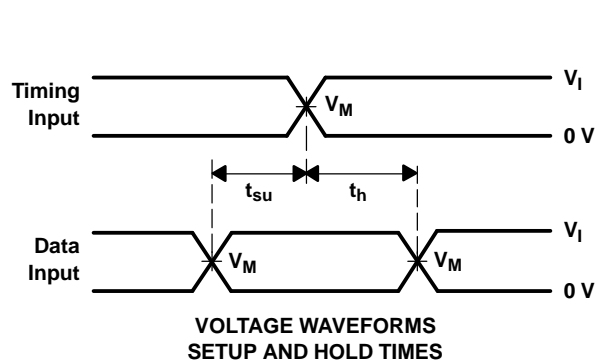 Timing
Input
V_M
V_I
0 V
t_su
t_h
Data
Input
V_M
V_M
V_I
0 V
VOLTAGE WAVEFORMS
SETUP AND HOLD TIMES